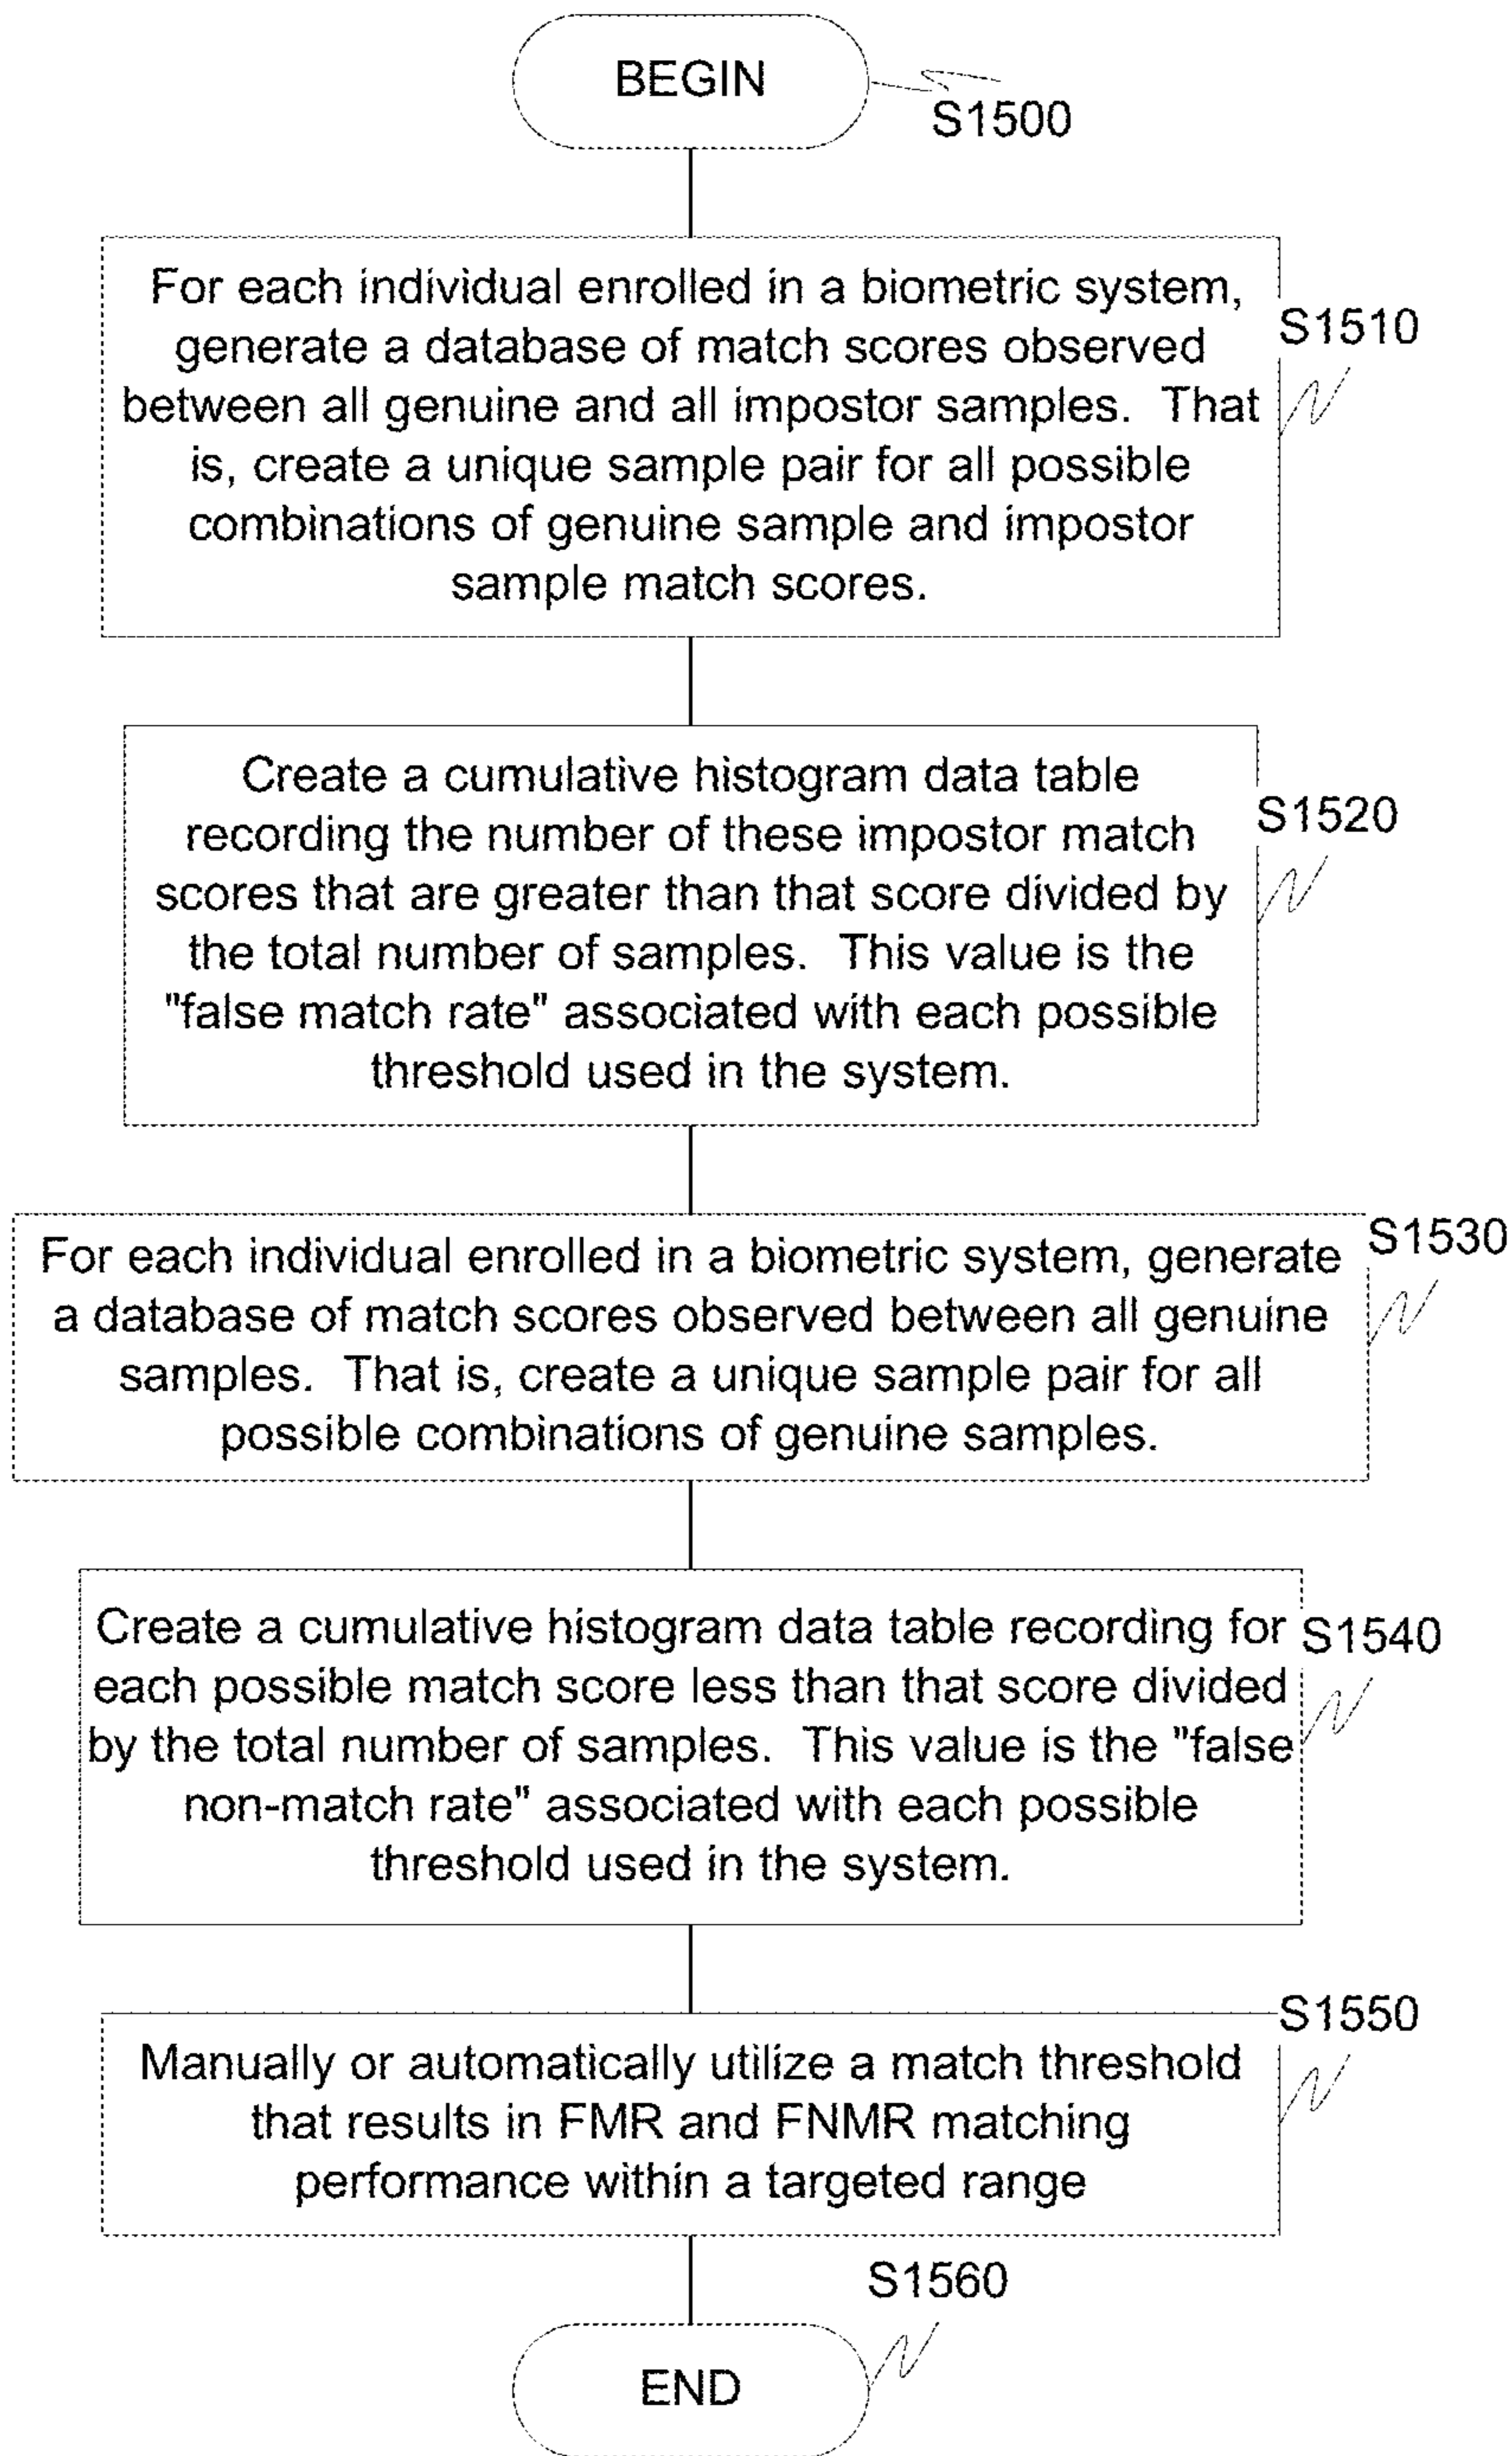 BEGIN
S1500
For each individual enrolled in a biometric system,
generate a database of match scores observed
between all genuine and all impostor samples.  That
is, create a unique sample pair for all possible
combinations of genuine sample and impostor
sample match scores.
S1510
Create a cumulative histogram data table
recording the number of these impostor match
scores that are greater than that score divided by
the total number of samples.  This value is the
"false match rate" associated with each possible
threshold used in the system.
S1520
For each individual enrolled in a biometric system, generate
a database of match scores observed between all genuine
samples.  That is, create a unique sample pair for all
possible combinations of genuine samples.
S1530
Create a cumulative histogram data table recording for
each possible match score less than that score divided
by the total number of samples.  This value is the "false
non-match rate" associated with each possible
threshold used in the system.
S1540
Manually or automatically utilize a match threshold
that results in FMR and FNMR matching
performance within a targeted range
S1550
END
S1560